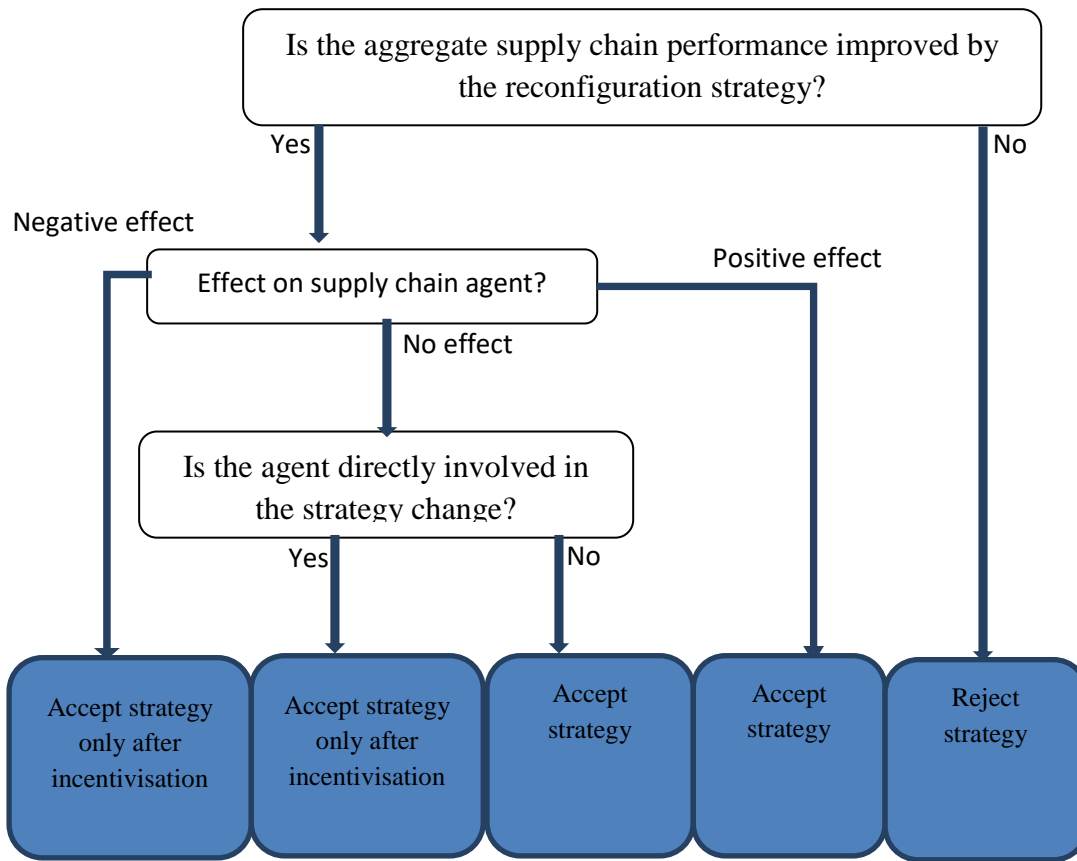 Is the aggregate supply chain performance improved by
the reconfiguration strategy?
Yes
No
Negative effect
Positive effect
Effect on supply chain agent?
No effect
Is the agent directly involved in
the strategy change?
Yes
No
Accept strategy
only after
incentivisation
Accept strategy
only after
incentivisation
Accept
strategy
Accept
strategy
Reject
strategy